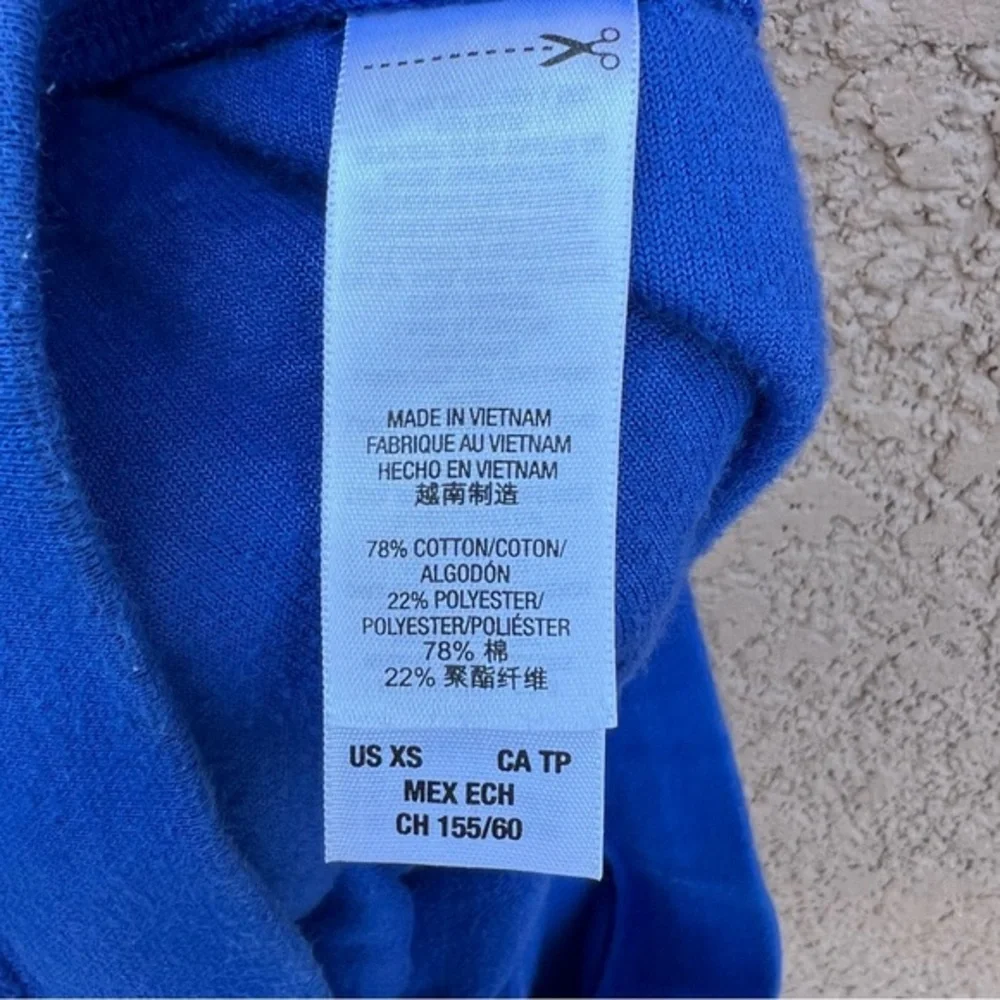 MADE IN VIETNAM
FABRIQUE AU VIETNAM
HECHO EN VIETNAM
越南制造
78% COTTON/COTON/
ALGODÓN
22% POLYESTER/
POLYESTER/POLIÉSTER
78% 棉
22% 聚酯纤维
US XS CA TP
MEX ECH
CH 155/60